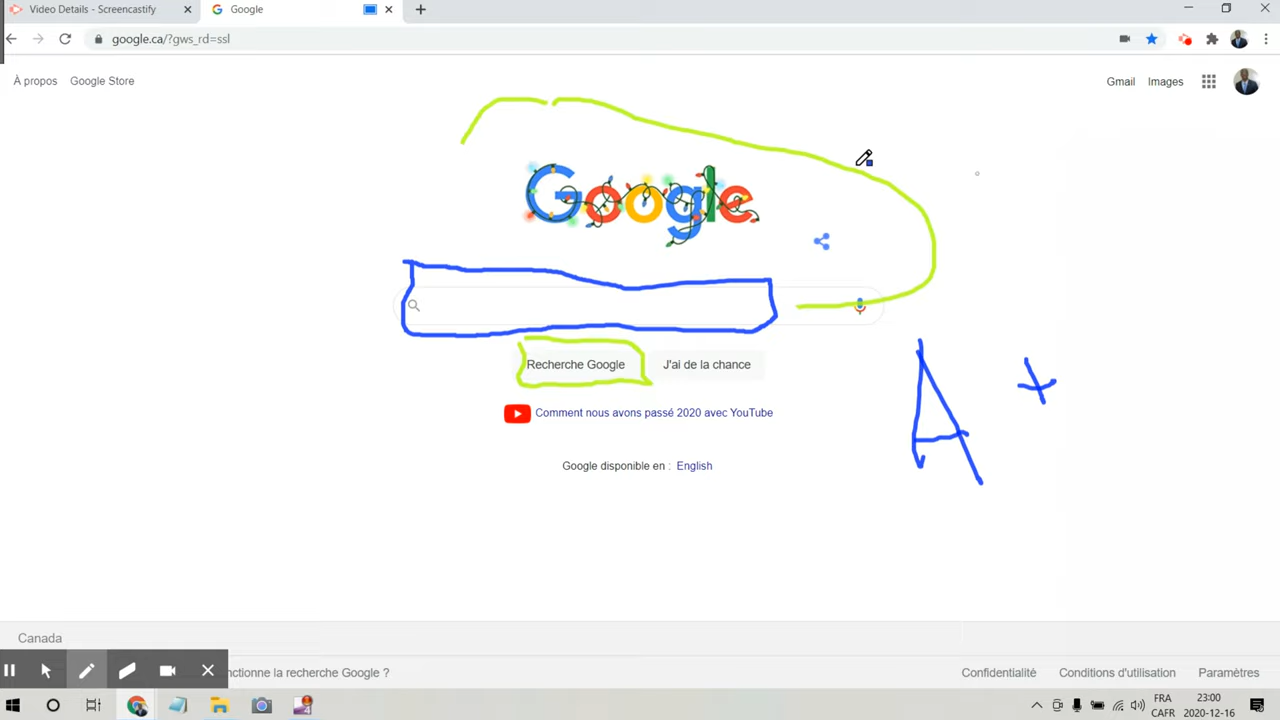 Video Details - Screencastify
Google
google.ca/?gws_rd=ssl
À propos Google Store
Gmail Images
Google
Recherche Google J'ai de la chance
A +
Comment nous avons passé 2020 avec YouTube
Google disponible en : English
Canada
nctionne la recherche Google ?
Confidentialité Conditions d'utilisation Paramètres
FRA 23:00
CAFR 2020-12-16